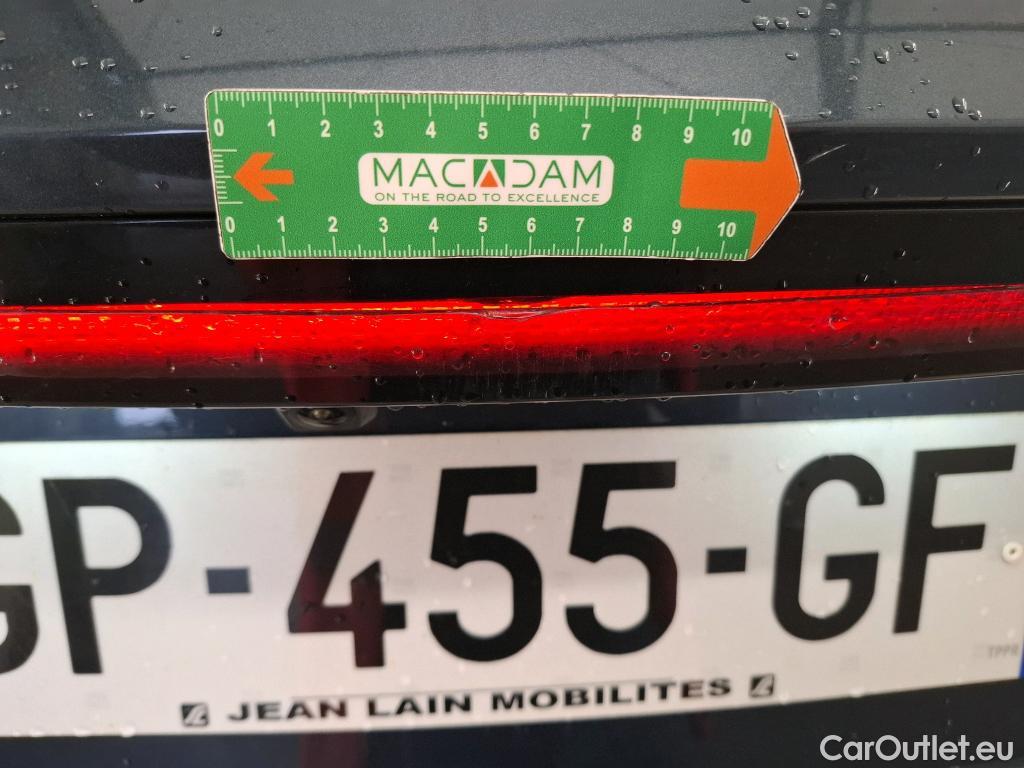 0 1 2 3 4 5 6 7 8 9 10
MACADAM
ON THE ROAD TO EXCELLENCE
0 1 2 3 4 5 6 7 8 9 10
GP-455-GF
TPPR
JEAN LAIN MOBILITES
CarOutlet.eu